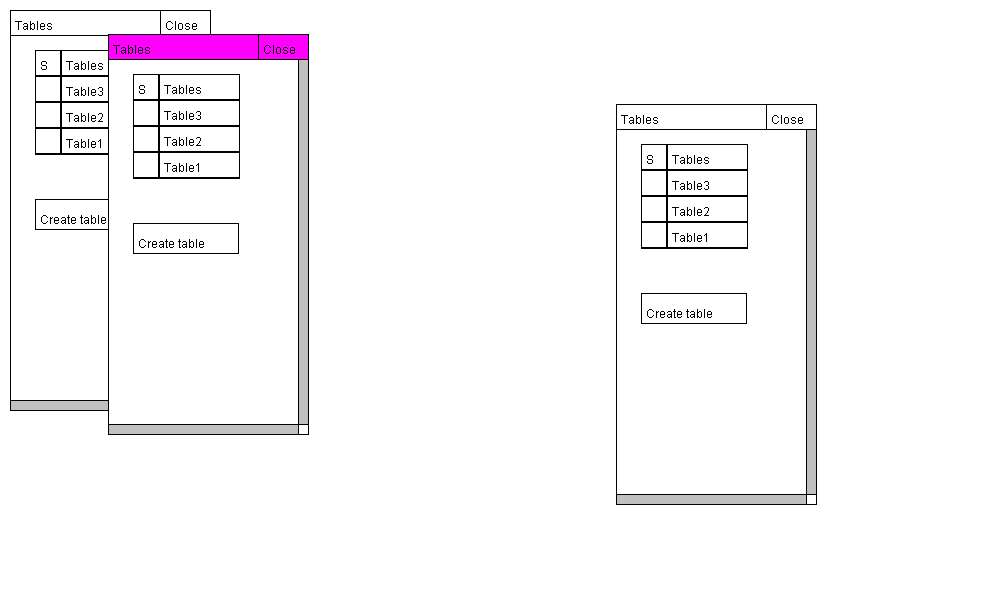 Tables Close
S Tables
Table3
Table2
Table1
Create table
Tables Close
S Tables
Table3
Table2
Table1
Create table
Tables Close
S Tables
Table3
Table2
Table1
Create table